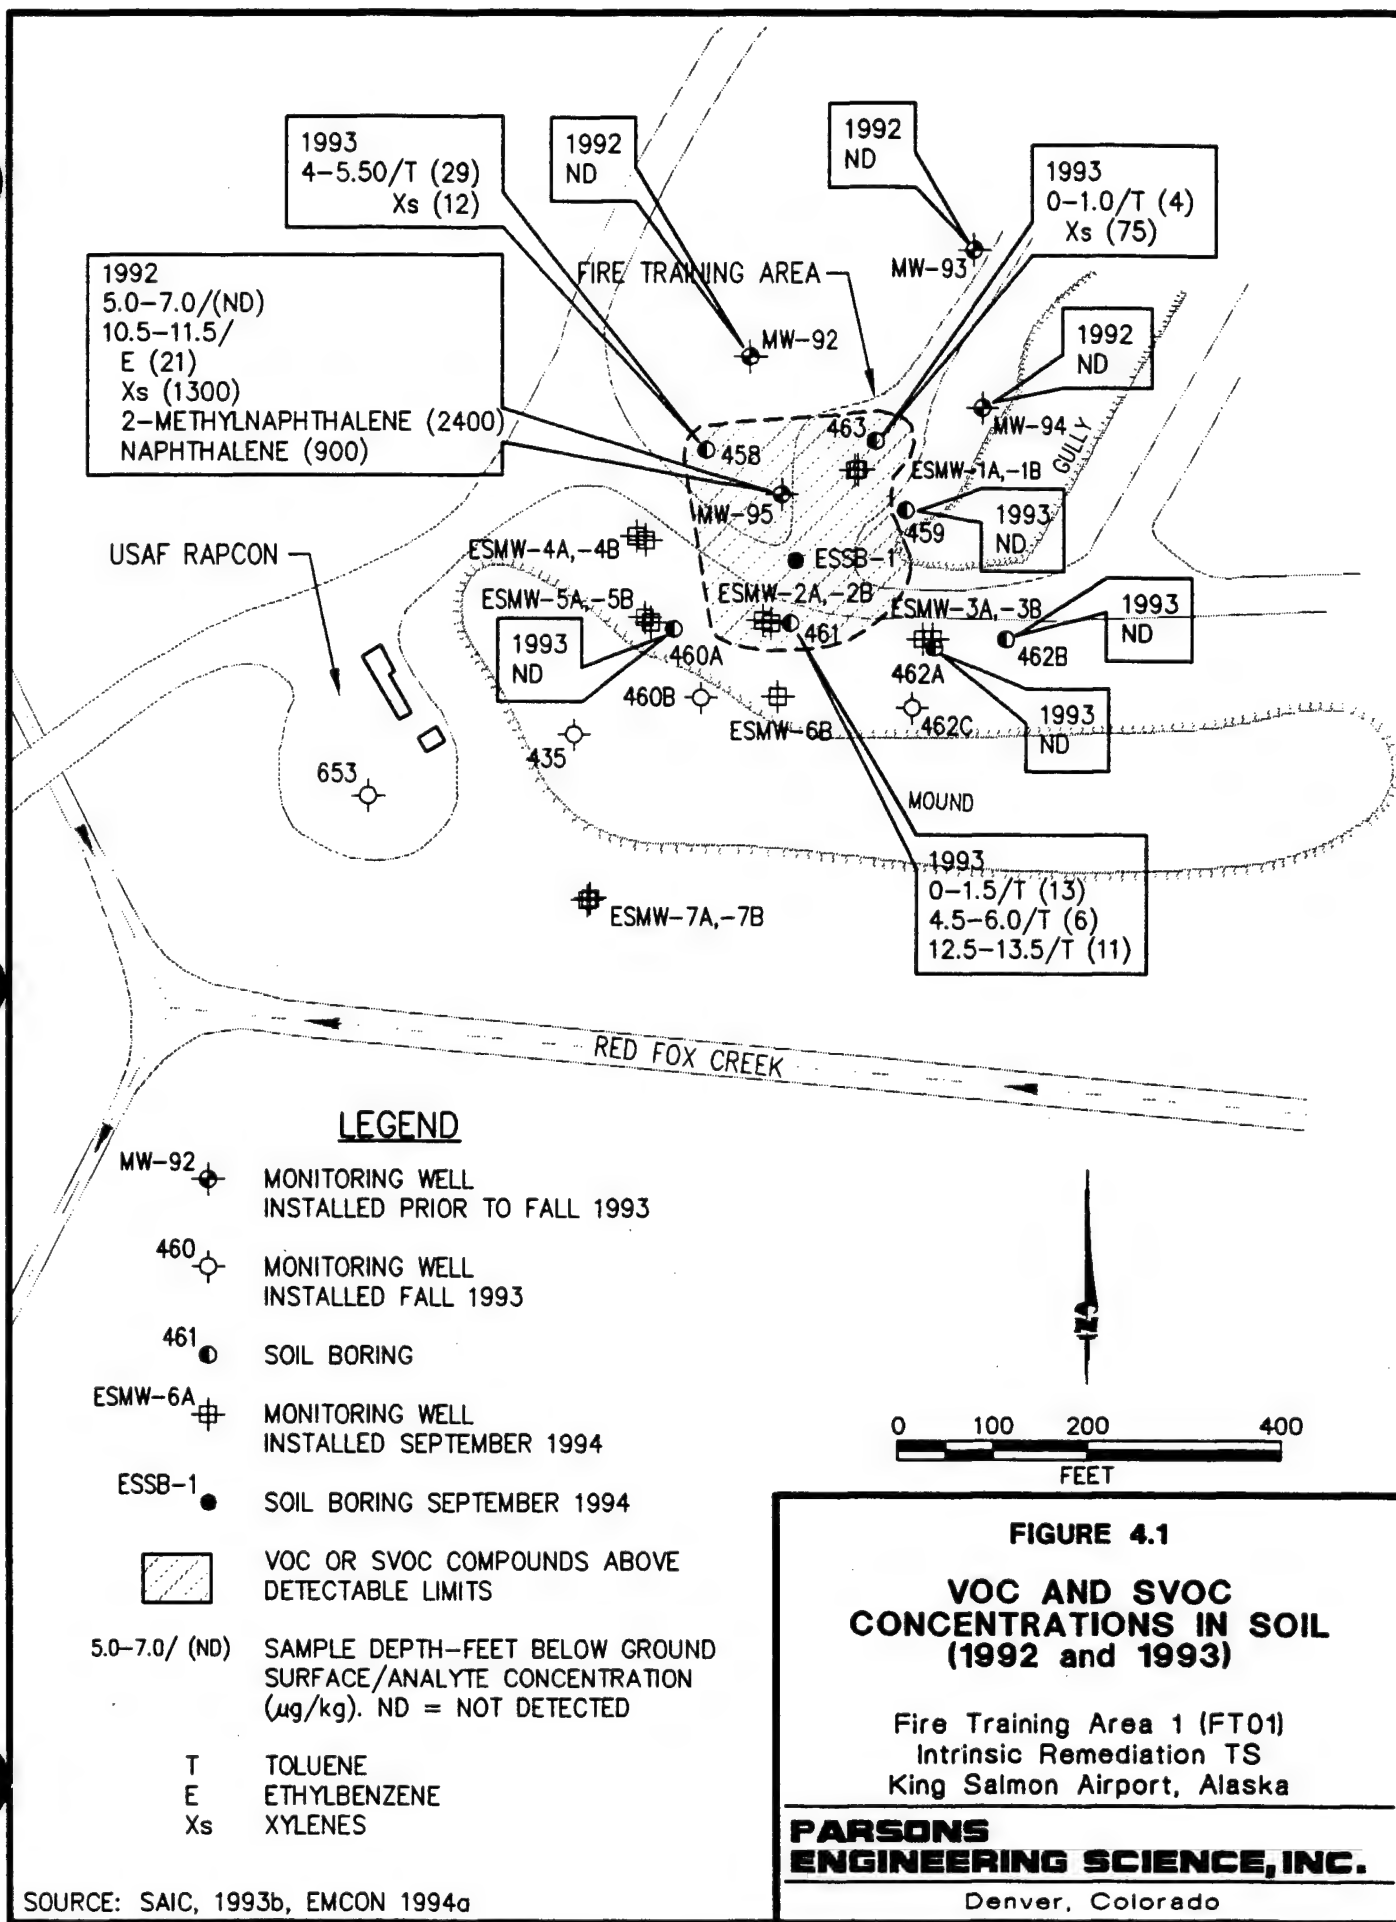 1993
4-5.50/T (29)
Xs (12)
1992
ND
1992
ND
1993
0-1.0/T (4)
Xs (75)
1992
5.0-7.0/(ND)
10.5-11.5/
E (21)
Xs (1300)
2-METHYLNAPHTHALENE (2400)
NAPHTHALENE (900)
FIRE TRAINING AREA
MW-93
MW-92
1992
ND
MW-94
GULLY
463
458
ESMW-1A,-1B
MW-95
459
1993
ND
USAF RAPCON
ESMW-4A,-4B
ESSB-1
ESMW-5A,-5B
ESMW-2A,-2B
ESMW-3A,-3B
1993
ND
1993
ND
460A
461
462A
462B
460B
ESMW-6B
462C
1993
ND
435
653
MOUND
1993
0-1.5/T (13)
4.5-6.0/T (6)
12.5-13.5/T (11)
ESMW-7A,-7B
RED FOX CREEK
LEGEND
MW-92
MONITORING WELL
INSTALLED PRIOR TO FALL 1993
460
MONITORING WELL
INSTALLED FALL 1993
461
SOIL BORING
ESMW-6A
MONITORING WELL
INSTALLED SEPTEMBER 1994
ESSB-1
SOIL BORING SEPTEMBER 1994
VOC OR SVOC COMPOUNDS ABOVE
DETECTABLE LIMITS
5.0-7.0/ (ND)
SAMPLE DEPTH-FEET BELOW GROUND
SURFACE/ANALYTE CONCENTRATION
(µg/kg). ND = NOT DETECTED
T TOLUENE
E ETHYLBENZENE
Xs XYLENES
SOURCE: SAIC, 1993b, EMCON 1994a
N
0 100 200 400
FEET
FIGURE 4.1
VOC AND SVOC
CONCENTRATIONS IN SOIL
(1992 and 1993)
Fire Training Area 1 (FT01)
Intrinsic Remediation TS
King Salmon Airport, Alaska
PARSONS
ENGINEERING SCIENCE, INC.
Denver, Colorado